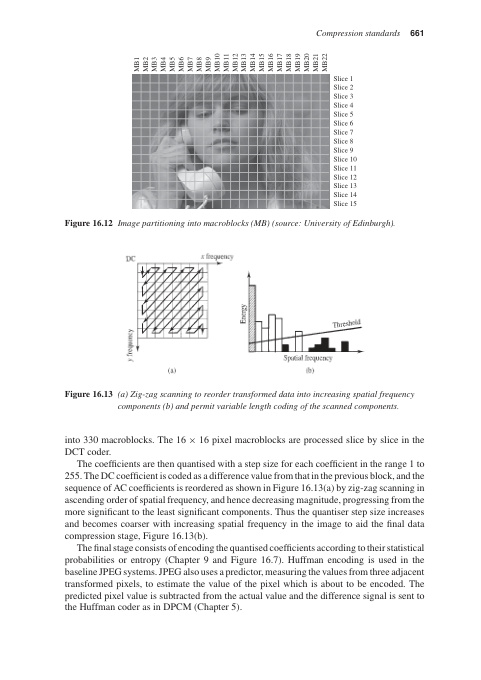 Compression standards 661
MB1 MB2 MB3 MB4 MB5 MB6 MB7 MB8 MB9 MB10 MB11 MB12 MB13 MB14 MB15 MB16 MB17 MB18 MB19 MB20 MB21 MB22
Slice 1
Slice 2
Slice 3
Slice 4
Slice 5
Slice 6
Slice 7
Slice 8
Slice 9
Slice 10
Slice 11
Slice 12
Slice 13
Slice 14
Slice 15
Figure 16.12 Image partitioning into macroblocks (MB) (source: University of Edinburgh).
DC
x frequency
y frequency
(a)
Energy
Threshold
Spatial frequency
(b)
Figure 16.13 (a) Zig-zag scanning to reorder transformed data into increasing spatial frequency
components (b) and permit variable length coding of the scanned components.
into 330 macroblocks. The 16 × 16 pixel macroblocks are processed slice by slice in the
DCT coder.
The coefficients are then quantised with a step size for each coefficient in the range 1 to
255. The DC coefficient is coded as a difference value from that in the previous block, and the
sequence of AC coefficients is reordered as shown in Figure 16.13(a) by zig-zag scanning in
ascending order of spatial frequency, and hence decreasing magnitude, progressing from the
more significant to the least significant components. Thus the quantiser step size increases
and becomes coarser with increasing spatial frequency in the image to aid the final data
compression stage, Figure 16.13(b).
The final stage consists of encoding the quantised coefficients according to their statistical
probabilities or entropy (Chapter 9 and Figure 16.7). Huffman encoding is used in the
baseline JPEG systems. JPEG also uses a predictor, measuring the values from three adjacent
transformed pixels, to estimate the value of the pixel which is about to be encoded. The
predicted pixel value is subtracted from the actual value and the difference signal is sent to
the Huffman coder as in DPCM (Chapter 5).